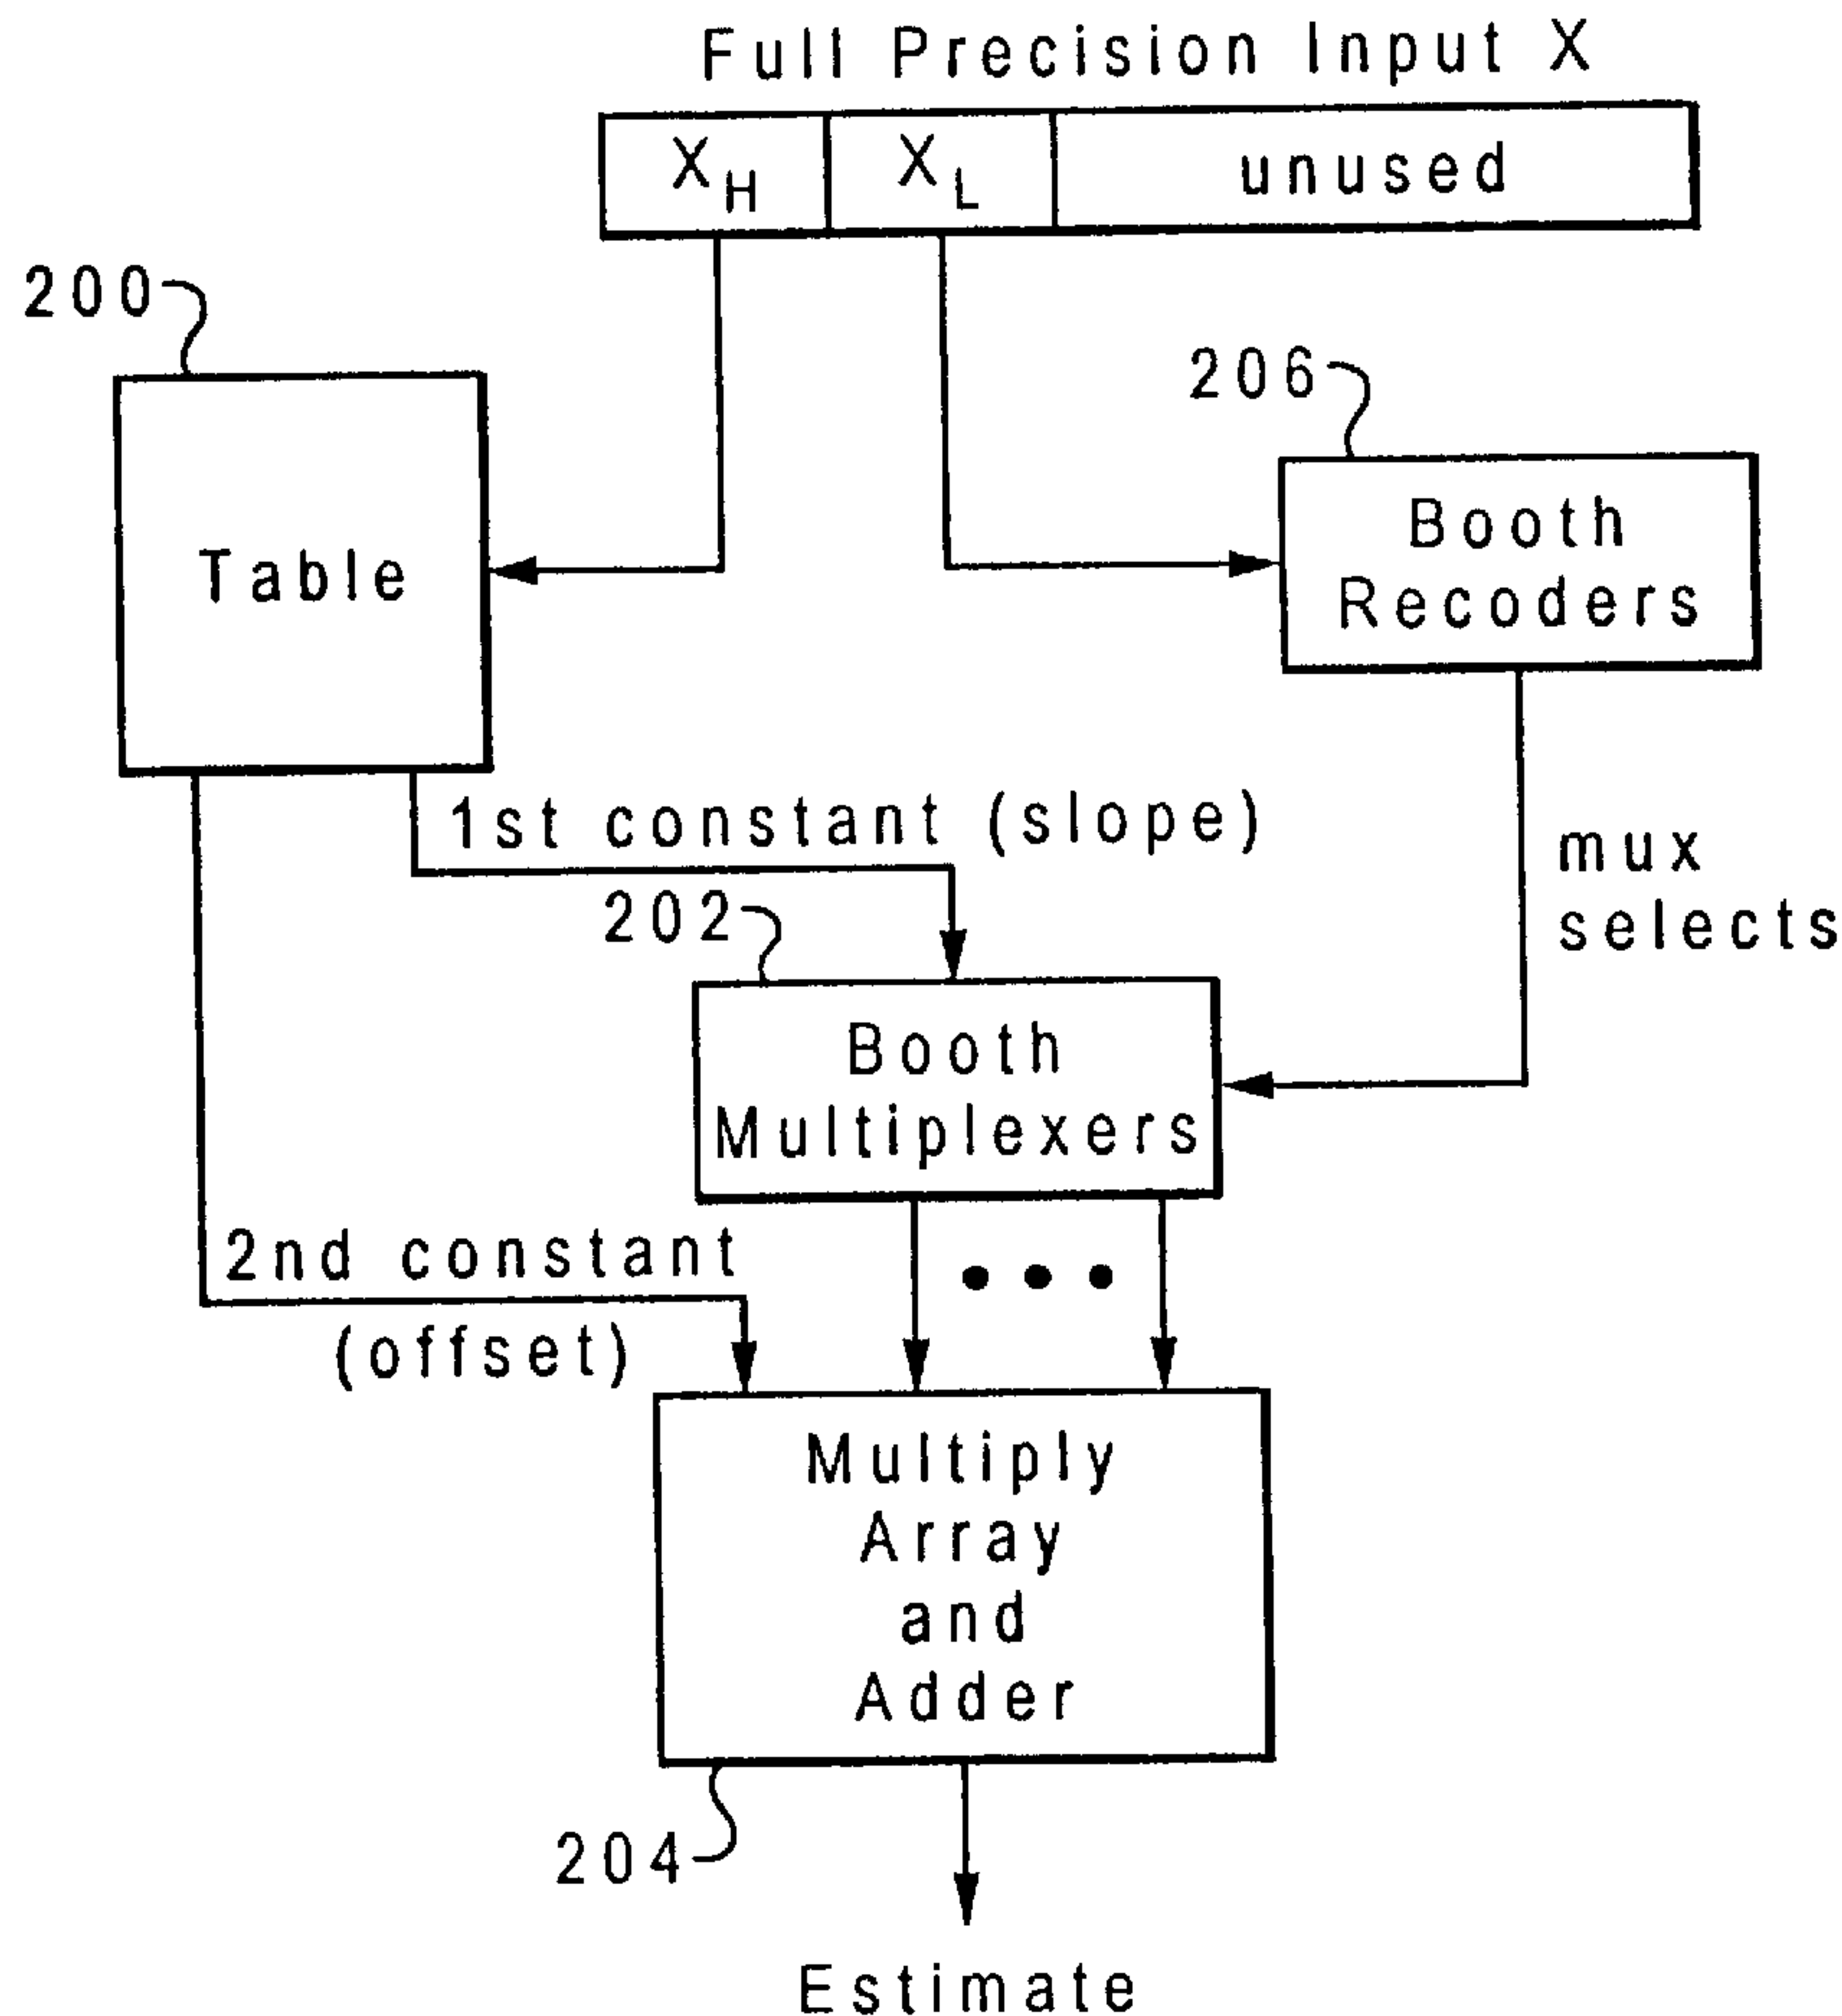 Full Precision Input X
X_H X_L unused
200
206
Table
Booth
Recoders
1st constant (slope)
mux
selects
202
Booth
Multiplexers
2nd constant
(offset)
Multiply
Array
and
Adder
204
Estimate